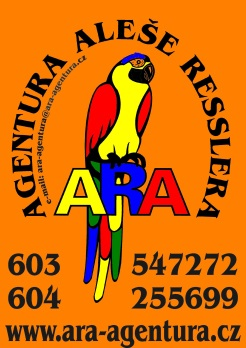 AGENTURA ALEŠE RESSLERA
e-mail: ara-agentura@ara-agentura.cz
ARA
603 547272
604 255699
www.ara-agentura.cz